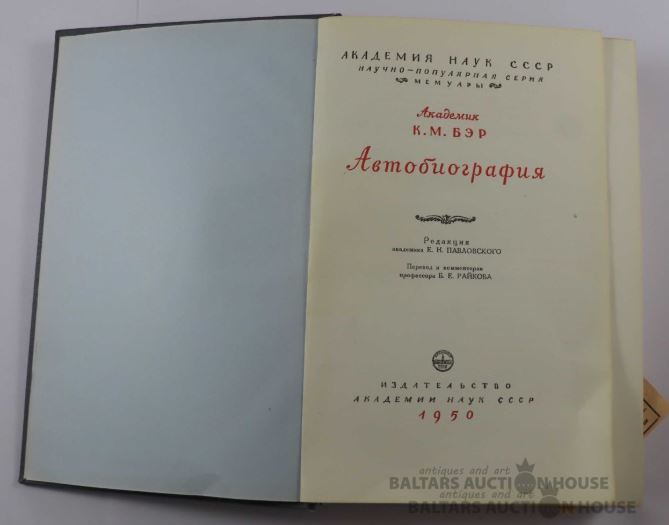 АКАДЕМИЯ НАУК СССР
НАУЧНО-ПОПУЛЯРНАЯ СЕРИЯ
МЕМУАРЫ
Академик
К. М. БЭР
Автобиография
Редакция
академика Е. Н. ПАВЛОВСКОГО
Перевод и комментарии
профессора Б. Е. РАЙКОВА
ИЗДАТЕЛЬСТВО
АКАДЕМИИ НАУК СССР
1950
antiques and art
BALTARS AUCTION HOUSE
antiques and art
BALTARS AUCTION HOUSE